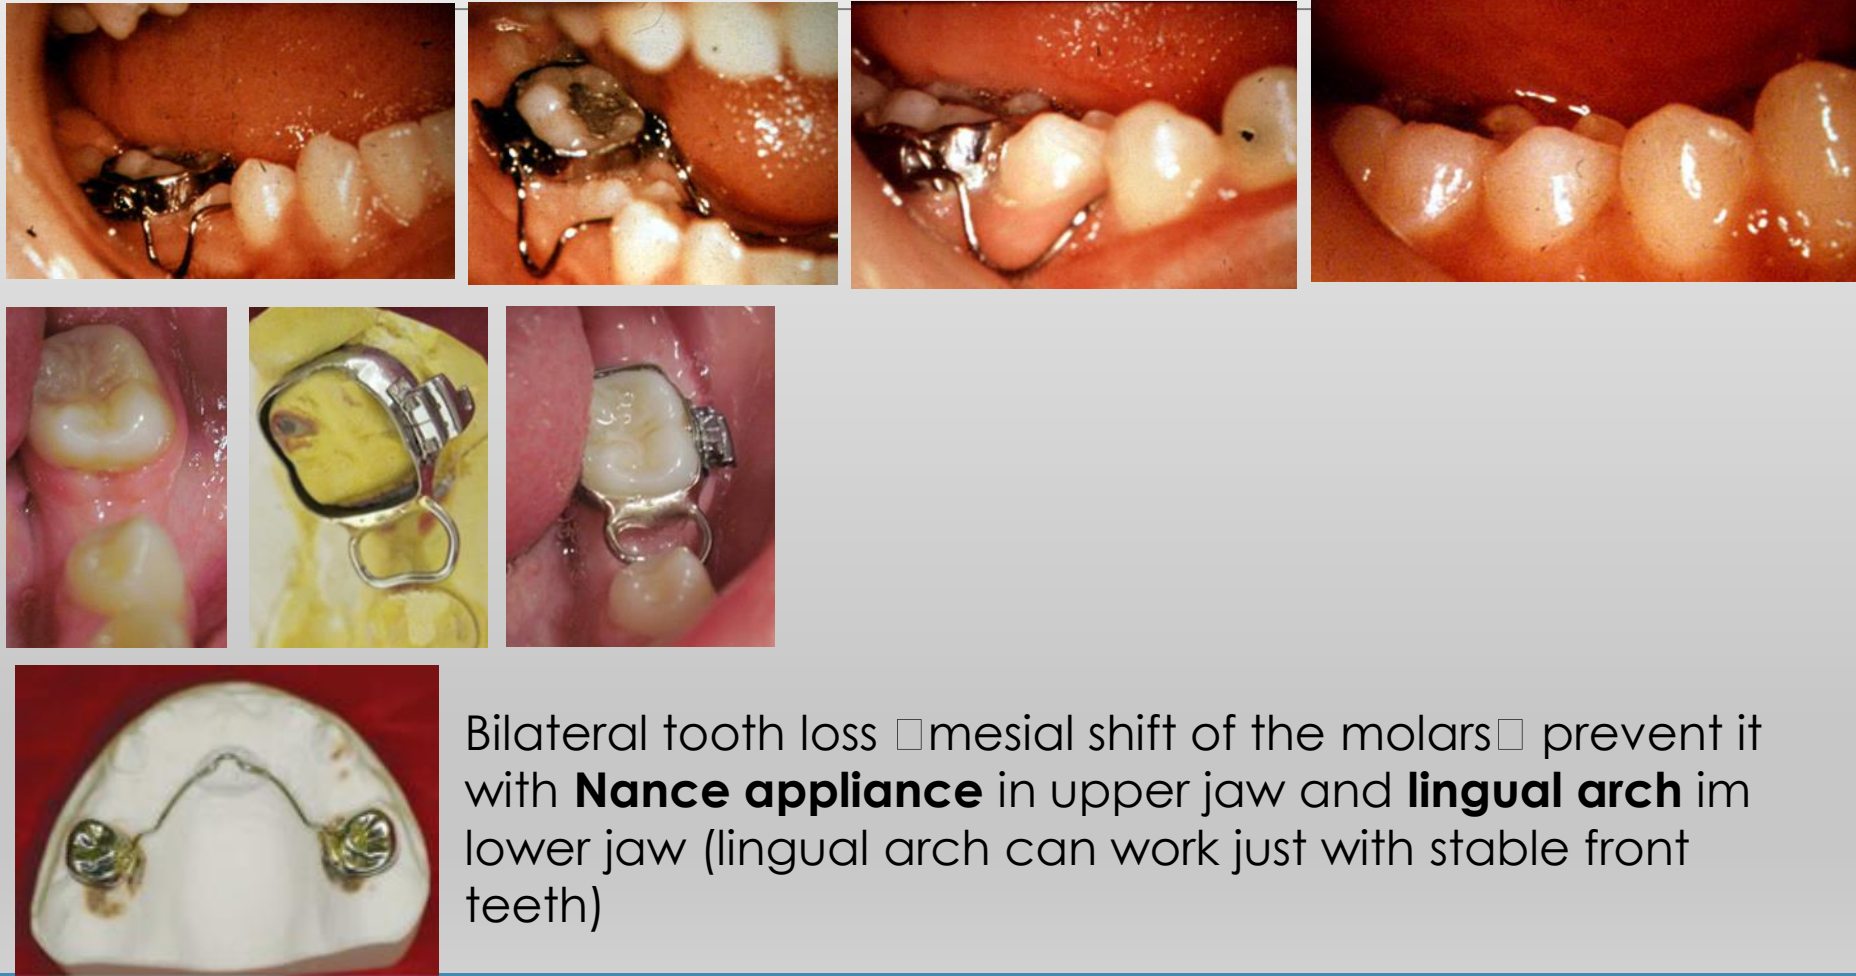 Bilateral tooth loss □mesial shift of the molars□ prevent it
with Nance appliance in upper jaw and lingual arch im
lower jaw (lingual arch can work just with stable front
teeth)